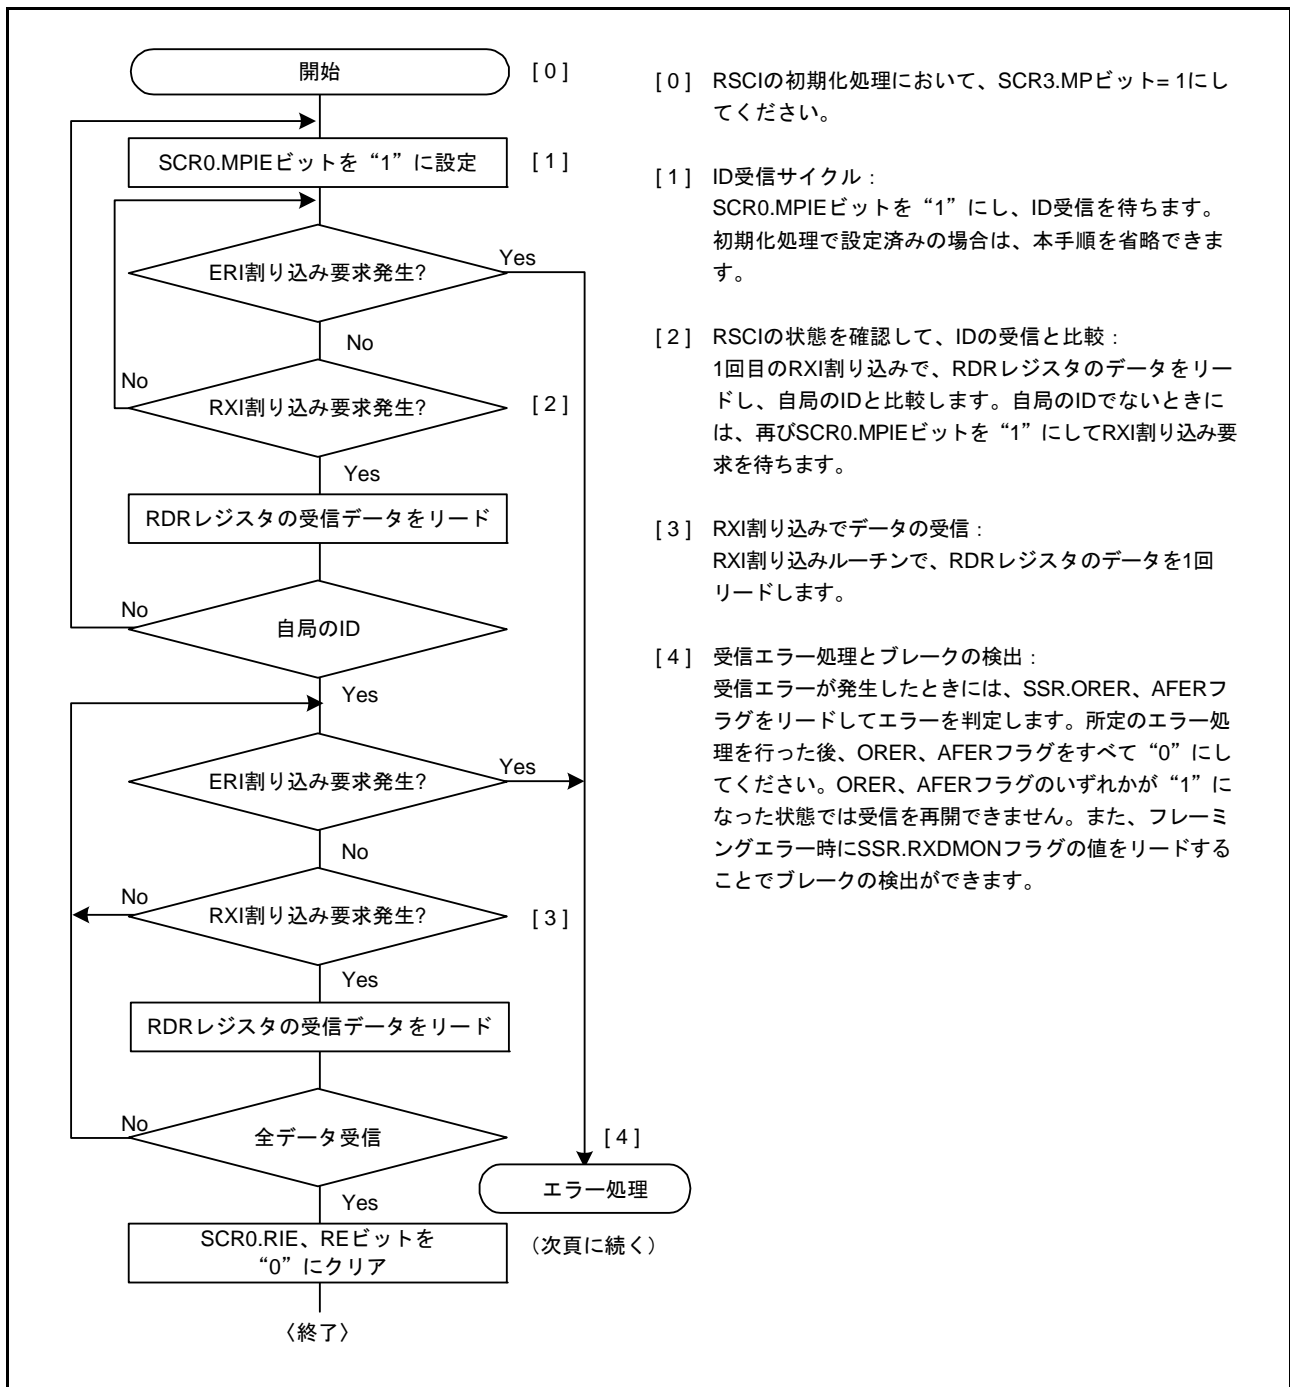 開始
[ 0 ]
SCR0.MPIEビットを“1”に設定
[ 1 ]
ERI割り込み要求発生?
Yes
No
No
RXI割り込み要求発生?
[ 2 ]
Yes
RDRレジスタの受信データをリード
No
自局のID
Yes
ERI割り込み要求発生?
Yes
No
No
RXI割り込み要求発生?
[ 3 ]
Yes
RDRレジスタの受信データをリード
No
全データ受信
[ 4 ]
エラー処理
Yes
SCR0.RIE、REビットを
“0”にクリア
（次頁に続く）
〈終了〉
[ 0 ] RSCIの初期化処理において、SCR3.MPビット= 1にし
てください。
[ 1 ] ID受信サイクル：
SCR0.MPIEビットを“1”にし、ID受信を待ちます。
初期化処理で設定済みの場合は、本手順を省略できま
す。
[ 2 ] RSCIの状態を確認して、IDの受信と比較：
1回目のRXI割り込みで、RDRレジスタのデータをリー
ドし、自局のIDと比較します。自局のIDでないときに
は、再びSCR0.MPIEビットを“1”にしてRXI割り込み要
求を待ちます。
[ 3 ] RXI割り込みでデータの受信：
RXI割り込みルーチンで、RDRレジスタのデータを1回
リードします。
[ 4 ] 受信エラー処理とブレークの検出：
受信エラーが発生したときには、SSR.ORER、AFERフ
ラグをリードしてエラーを判定します。所定のエラー処
理を行った後、ORER、AFERフラグをすべて“0”にし
てください。ORER、AFERフラグのいずれかが“1”に
なった状態では受信を再開できません。また、フレーミ
ングエラー時にSSR.RXDMONフラグの値をリードする
ことでブレークの検出ができます。